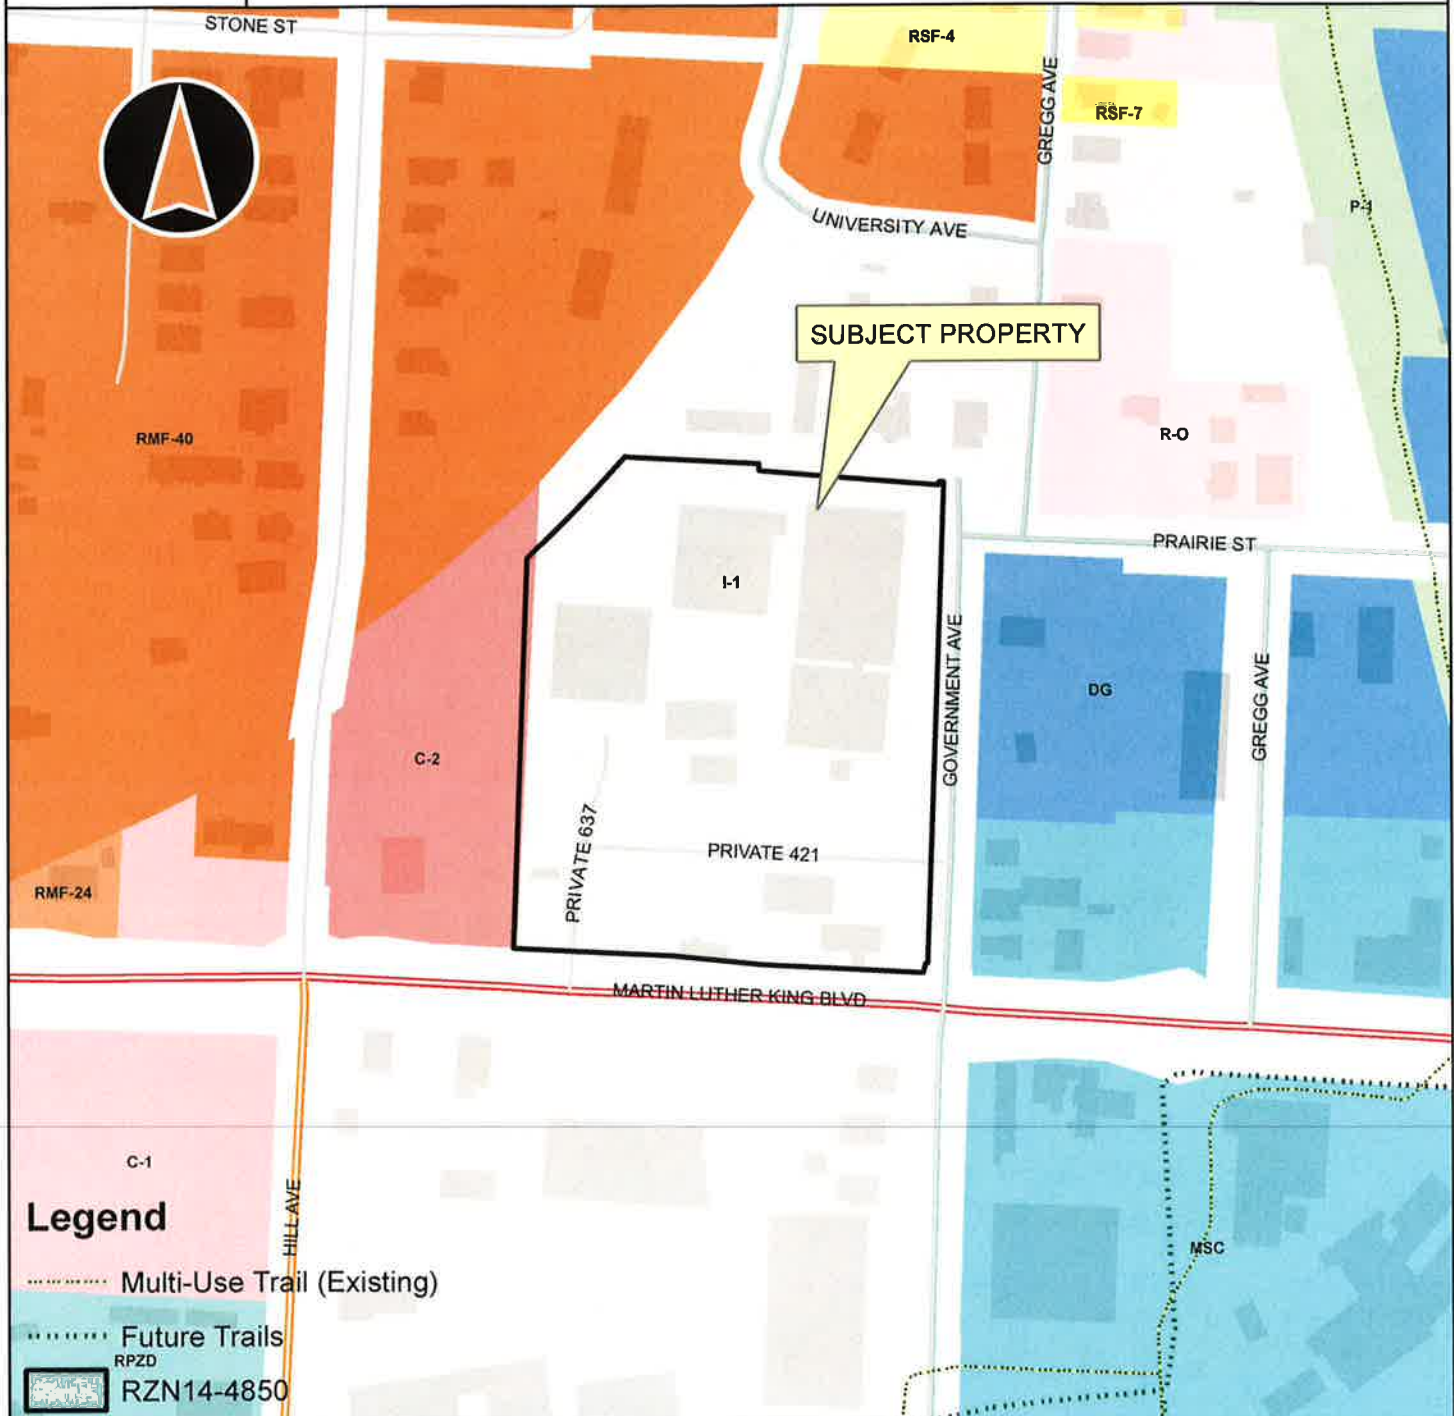 STONE ST
RSF-4
GREGG AVE
RSF-7
P-1
UNIVERSITY AVE
SUBJECT PROPERTY
RMF-40
R-O
PRAIRIE ST
I-1
GOVERNMENT AVE
GREGG AVE
DG
C-2
PRIVATE 637
PRIVATE 421
RMF-24
MARTIN LUTHER KING BLVD
C-1
HILL AVE
MSC
Legend
Multi-Use Trail (Existing)
Future Trails
RPZD
RZN14-4850